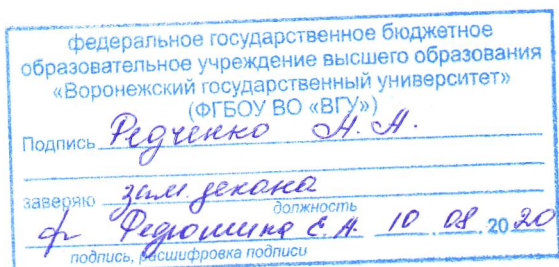 федеральное государственное бюджетное
образовательное учреждение высшего образования
«Воронежский государственный университет»
(ФГБОУ ВО «ВГУ»)
Подпись Редченко А. А.
заверяю зам. декана
должность
Федюшина Е. А. 10 08 2020
подпись, расшифровка подписи